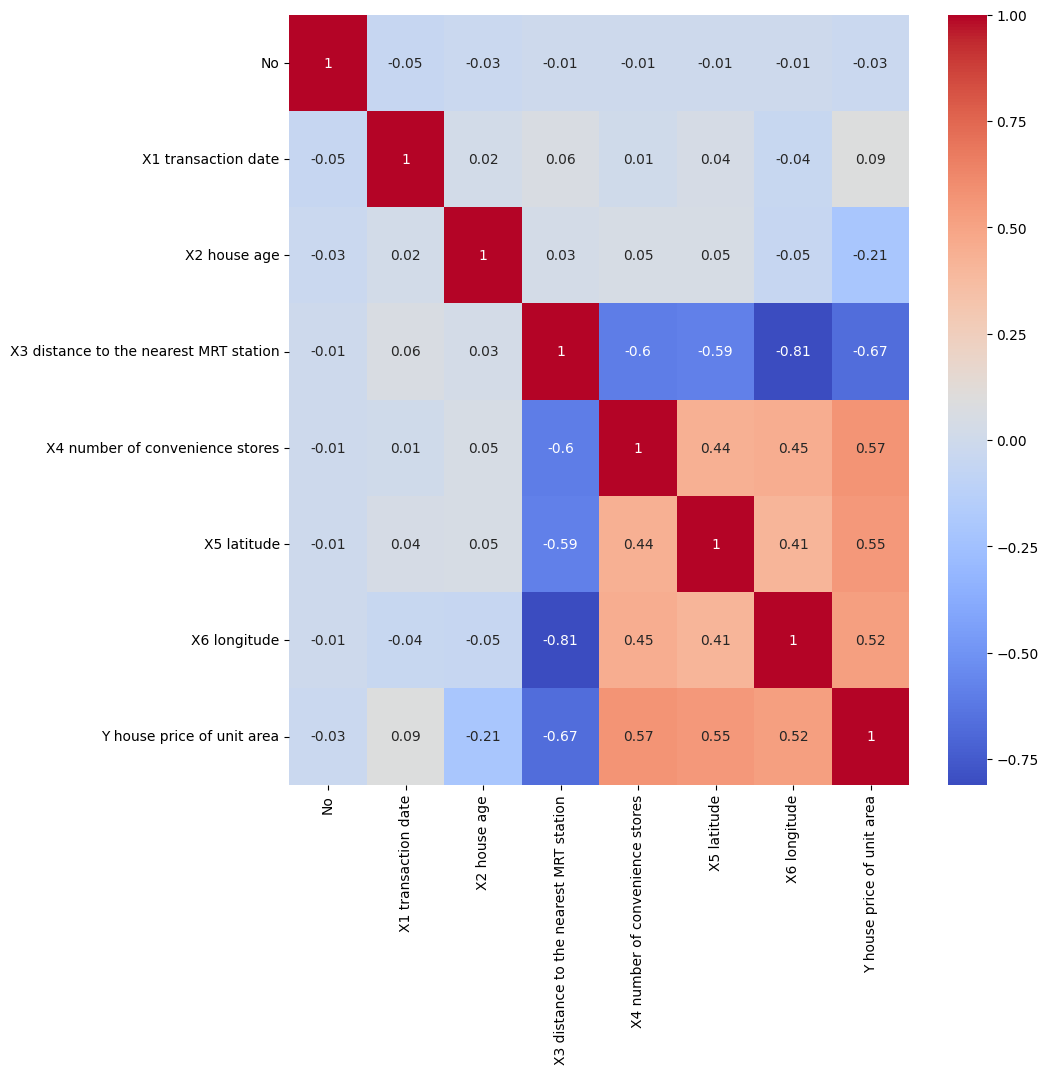 No 1 -0.05 -0.03 -0.01 -0.01 -0.01 -0.01 -0.03
X1 transaction date -0.05 1 0.02 0.06 0.01 0.04 -0.04 0.09
X2 house age -0.03 0.02 1 0.03 0.05 0.05 -0.05 -0.21
X3 distance to the nearest MRT station -0.01 0.06 0.03 1 -0.6 -0.59 -0.81 -0.67
X4 number of convenience stores -0.01 0.01 0.05 -0.6 1 0.44 0.45 0.57
X5 latitude -0.01 0.04 0.05 -0.59 0.44 1 0.41 0.55
X6 longitude -0.01 -0.04 -0.05 -0.81 0.45 0.41 1 0.52
Y house price of unit area -0.03 0.09 -0.21 -0.67 0.57 0.55 0.52 1
No
X1 transaction date
X2 house age
X3 distance to the nearest MRT station
X4 number of convenience stores
X5 latitude
X6 longitude
Y house price of unit area
1.00
0.75
0.50
0.25
0.00
−0.25
−0.50
−0.75